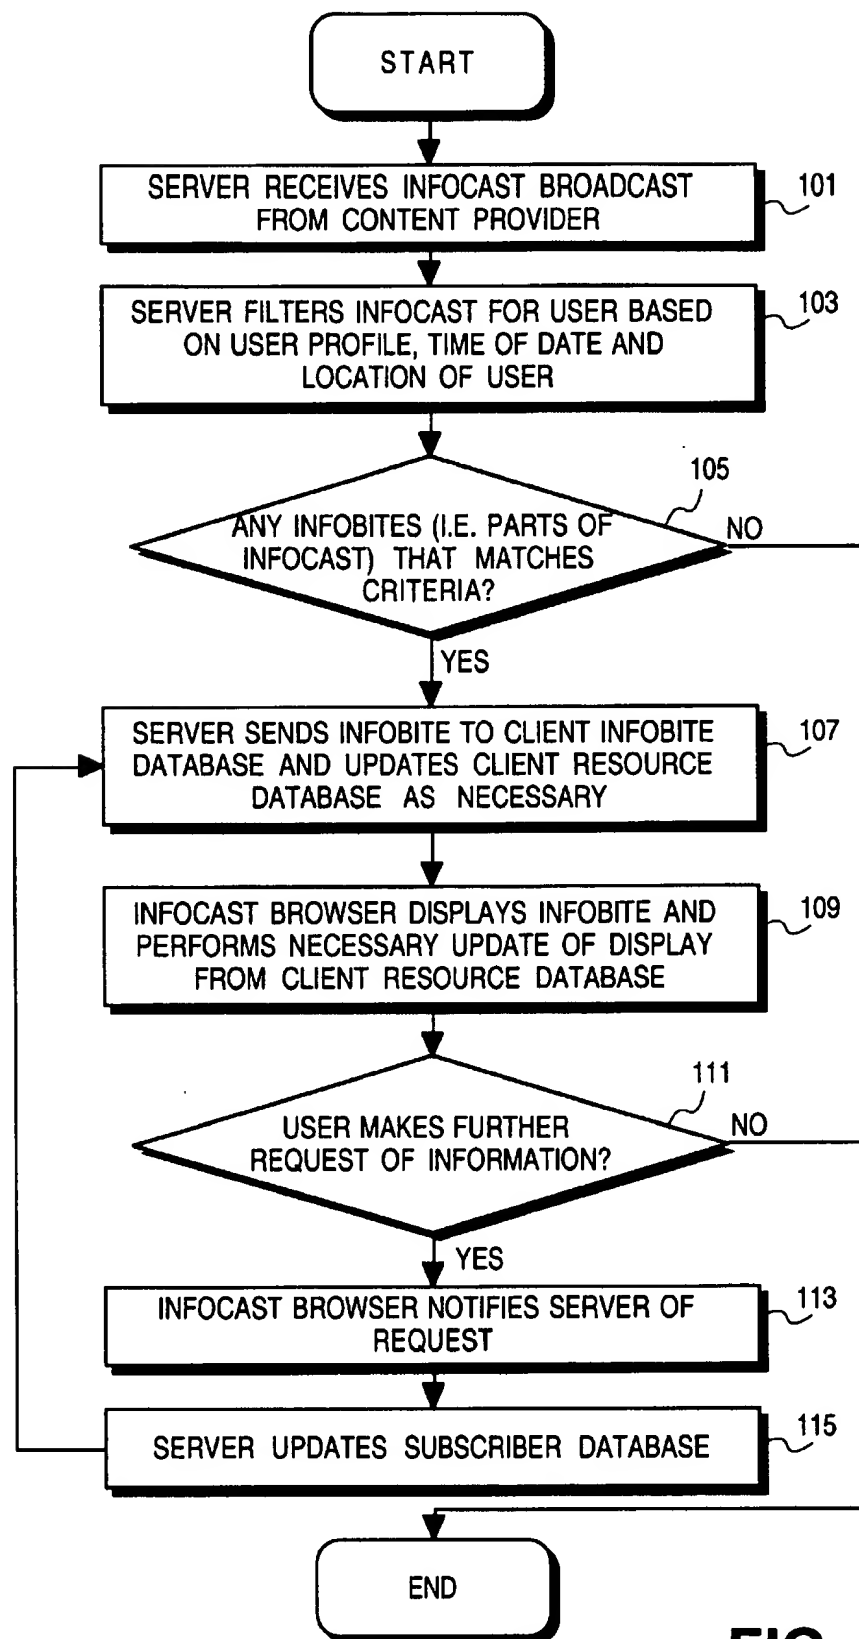 START
SERVER RECEIVES INFOCAST BROADCAST
FROM CONTENT PROVIDER
101
SERVER FILTERS INFOCAST FOR USER BASED
ON USER PROFILE, TIME OF DATE AND
LOCATION OF USER
103
105
ANY INFOBITES (I.E. PARTS OF
INFOCAST) THAT MATCHES
CRITERIA?
NO
YES
SERVER SENDS INFOBITE TO CLIENT INFOBITE
DATABASE AND UPDATES CLIENT RESOURCE
DATABASE AS NECESSARY
107
INFOCAST BROWSER DISPLAYS INFOBITE AND
PERFORMS NECESSARY UPDATE OF DISPLAY
FROM CLIENT RESOURCE DATABASE
109
111
USER MAKES FURTHER
REQUEST OF INFORMATION?
NO
YES
INFOCAST BROWSER NOTIFIES SERVER OF
REQUEST
113
SERVER UPDATES SUBSCRIBER DATABASE
115
END
FIG